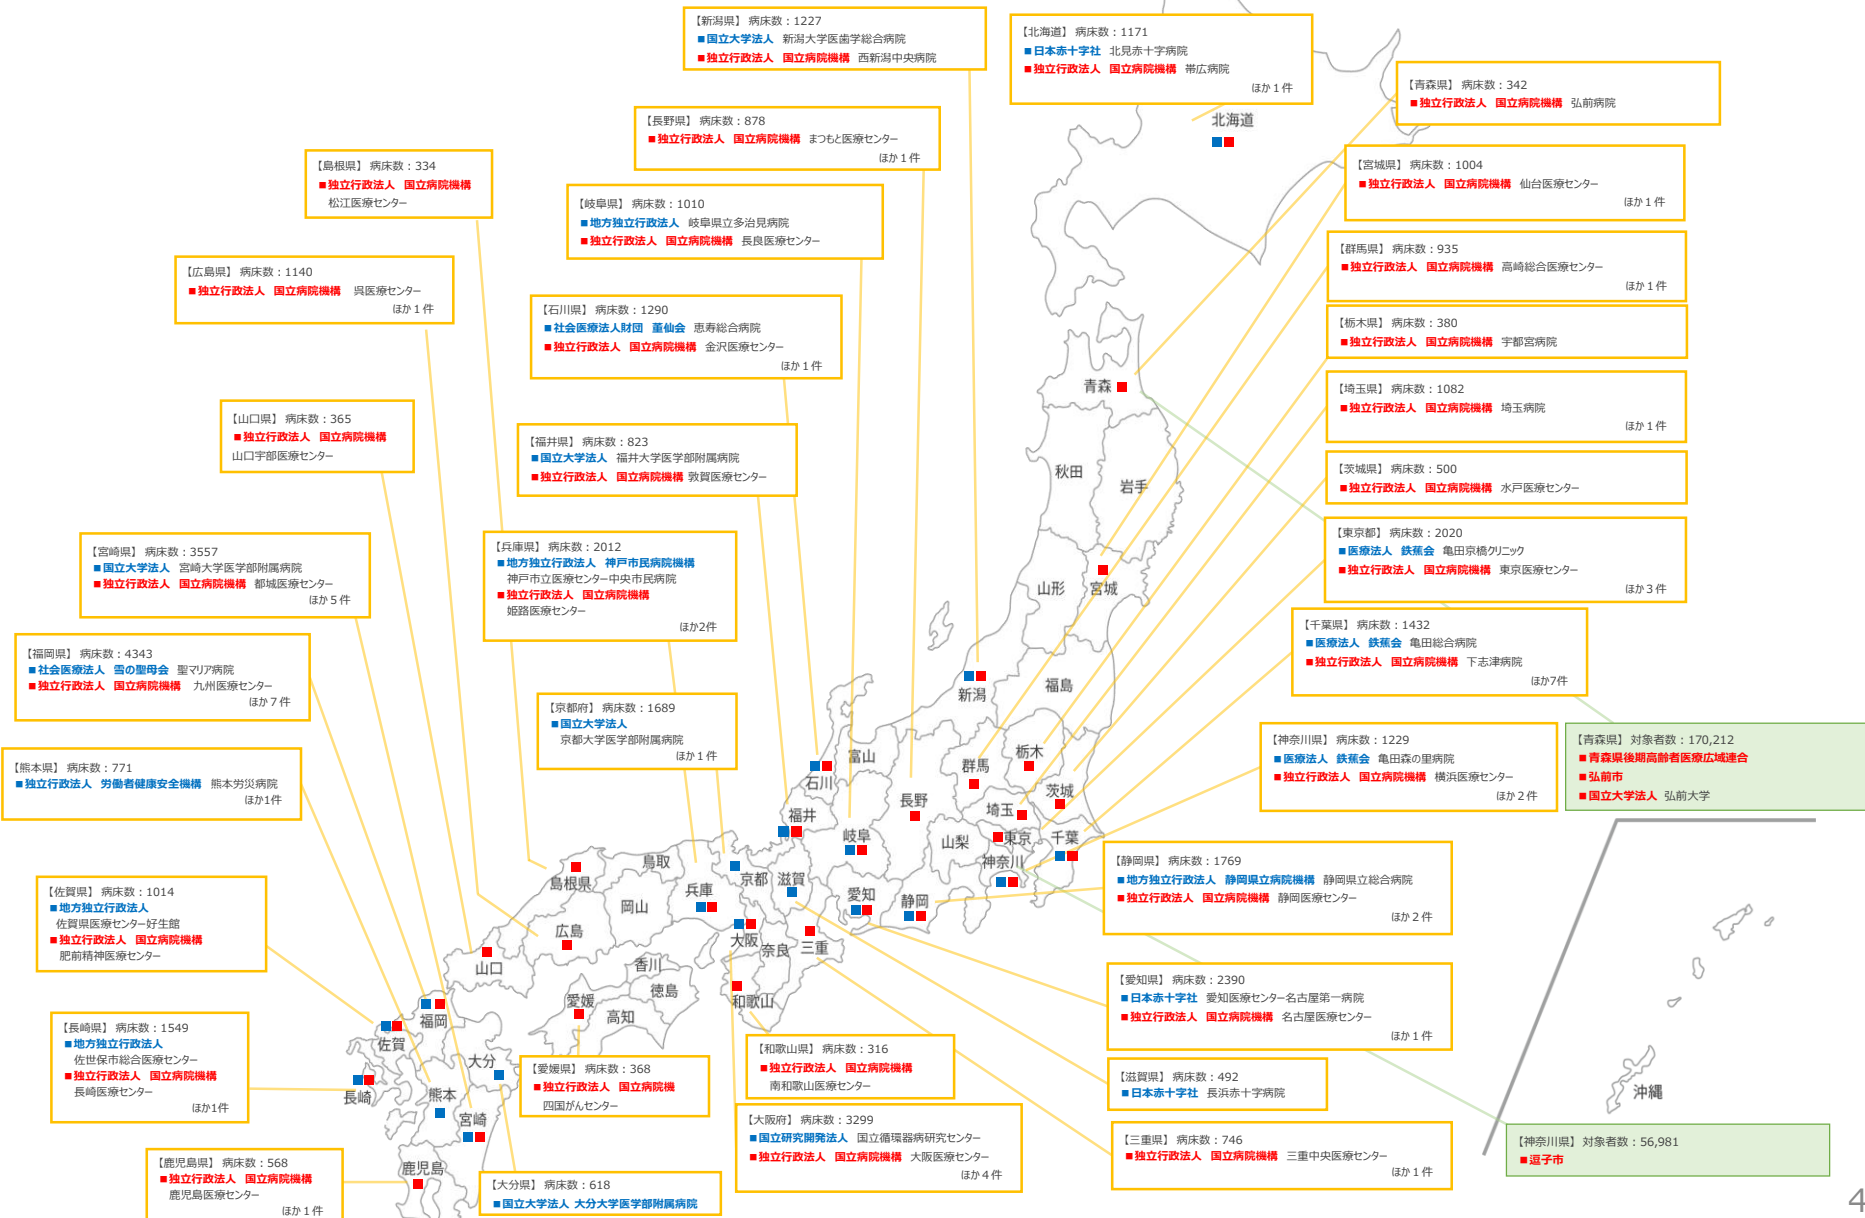 【新潟県】 病床数：1227
■国立大学法人 新潟大学医歯学総合病院
■独立行政法人 国立病院機構 西新潟中央病院
【北海道】 病床数：1171
■日本赤十字社 北見赤十字病院
■独立行政法人 国立病院機構 帯広病院
ほか１件
【青森県】 病床数：342
■独立行政法人 国立病院機構 弘前病院
【長野県】 病床数：878
■独立行政法人 国立病院機構 まつもと医療センター
ほか１件
【島根県】 病床数：334
■独立行政法人 国立病院機構
松江医療センター
【岐阜県】 病床数：1010
■地方独立行政法人 岐阜県立多治見病院
■独立行政法人 国立病院機構 長良医療センター
【宮城県】 病床数：1004
■独立行政法人 国立病院機構 仙台医療センター
ほか１件
【群馬県】 病床数：935
■独立行政法人 国立病院機構 高崎総合医療センター
ほか１件
【広島県】 病床数：1140
■独立行政法人 国立病院機構 呉医療センター
ほか１件
【石川県】 病床数：1290
■社会医療法人財団 董仙会 恵寿総合病院
■独立行政法人 国立病院機構 金沢医療センター
ほか１件
【栃木県】 病床数：380
■独立行政法人 国立病院機構 宇都宮病院
【埼玉県】 病床数：1082
■独立行政法人 国立病院機構 埼玉病院
ほか１件
【山口県】 病床数：365
■独立行政法人 国立病院機構
山口宇部医療センター
【福井県】 病床数：823
■国立大学法人 福井大学医学部附属病院
■独立行政法人 国立病院機構 敦賀医療センター
【茨城県】 病床数：500
■独立行政法人 国立病院機構 水戸医療センター
【東京都】 病床数：2020
■医療法人 鉄蕉会 亀田京橋クリニック
■独立行政法人 国立病院機構 東京医療センター
ほか３件
【宮崎県】 病床数：3557
■国立大学法人 宮崎大学医学部附属病院
■独立行政法人 国立病院機構 都城医療センター
ほか５件
【兵庫県】 病床数：2012
■地方独立行政法人 神戸市民病院機構
神戸市立医療センター中央市民病院
■独立行政法人 国立病院機構
姫路医療センター
ほか2件
【千葉県】 病床数：1432
■医療法人 鉄蕉会 亀田総合病院
■独立行政法人 国立病院機構 下志津病院
ほか7件
【福岡県】 病床数：4343
■社会医療法人 雪の聖母会 聖マリア病院
■独立行政法人 国立病院機構 九州医療センター
ほか７件
【京都府】 病床数：1689
■国立大学法人
京都大学医学部附属病院
ほか１件
【神奈川県】 病床数：1229
■医療法人 鉄蕉会 亀田森の里病院
■独立行政法人 国立病院機構 横浜医療センター
ほか２件
【青森県】 対象者数：170,212
■青森県後期高齢者医療広域連合
■弘前市
■国立大学法人 弘前大学
【熊本県】 病床数：771
■独立行政法人 労働者健康安全機構 熊本労災病院
ほか1件
【静岡県】 病床数：1769
■地方独立行政法人 静岡県立病院機構 静岡県立総合病院
■独立行政法人 国立病院機構 静岡医療センター
ほか２件
【佐賀県】 病床数：1014
■地方独立行政法人
佐賀県医療センター好生館
■独立行政法人 国立病院機構
肥前精神医療センター
【愛知県】 病床数：2390
■日本赤十字社 愛知医療センター名古屋第一病院
■独立行政法人 国立病院機構 名古屋医療センター
ほか１件
【長崎県】 病床数：1549
■地方独立行政法人
佐世保市総合医療センター
■独立行政法人 国立病院機構
長崎医療センター
ほか1件
【愛媛県】 病床数：368
■独立行政法人 国立病院機
四国がんセンター
【和歌山県】 病床数：316
■独立行政法人 国立病院機構
南和歌山医療センター
【滋賀県】 病床数：492
■日本赤十字社 長浜赤十字病院
【大阪府】 病床数：3299
■国立研究開発法人 国立循環器病研究センター
■独立行政法人 国立病院機構 大阪医療センター
ほか４件
【三重県】 病床数：746
■独立行政法人 国立病院機構 三重中央医療センター
ほか１件
【神奈川県】 対象者数：56,981
■逗子市
【鹿児島県】 病床数：568
■独立行政法人 国立病院機構
鹿児島医療センター
ほか１件
【大分県】 病床数：618
■国立大学法人 大分大学医学部附属病院
北海道
青森
秋田
岩手
山形
宮城
新潟
福島
富山
石川
群馬
栃木
茨城
長野
埼玉
福井
岐阜
山梨
東京
千葉
神奈川
鳥取
島根県
岡山
兵庫
京都
滋賀
愛知
静岡
広島
大阪
奈良
三重
山口
香川
徳島
和歌山
愛媛
高知
福岡
佐賀
大分
長崎
熊本
宮崎
鹿児島
沖縄
4